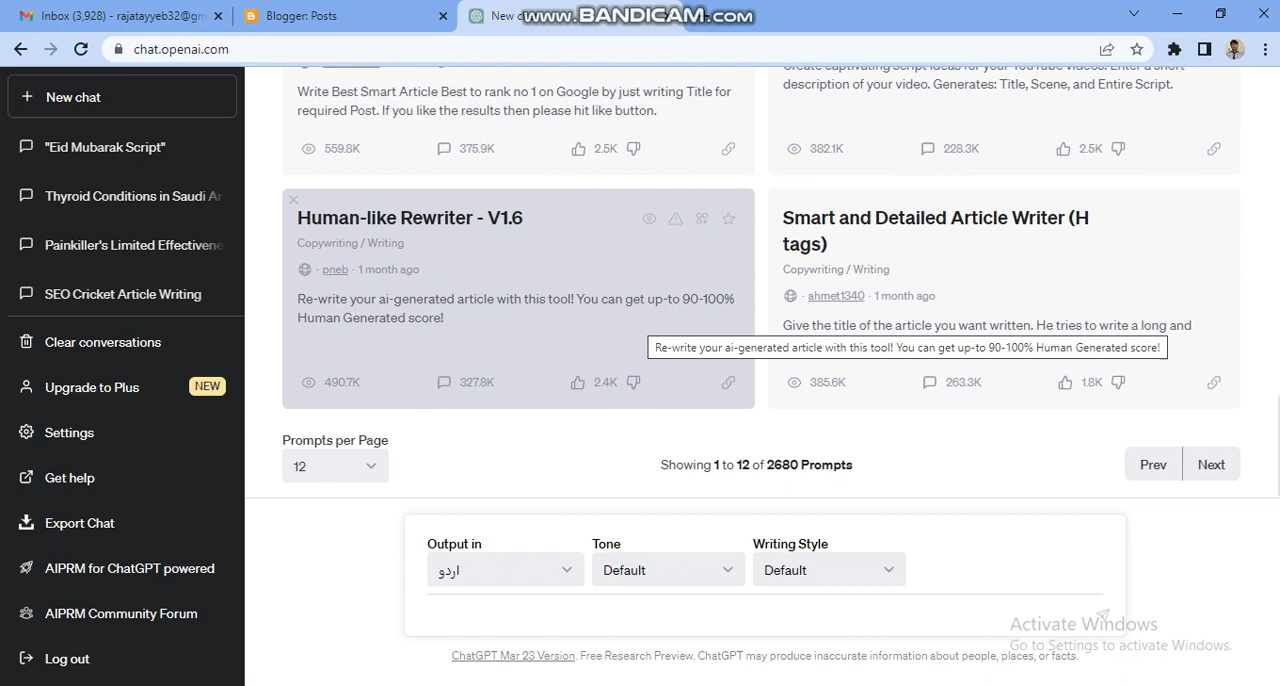 Inbox (3,928) - rajatayyeb32@gm
Blogger: Posts
New c
www.BANDICAM.com
chat.openai.com
New chat
"Eid Mubarak Script"
Thyroid Conditions in Saudi Ar
Painkiller's Limited Effectivene
SEO Cricket Article Writing
Clear conversations
Upgrade to Plus
NEW
Settings
Get help
Export Chat
AIPRM for ChatGPT powered
AIPRM Community Forum
Log out
Write Best Smart Article Best to rank no 1 on Google by just writing Title for
required Post. If you like the results then please hit like button.
559.8K 375.9K 2.5K
Create captivating script ideas for your YouTube videos. Enter a short
description of your video. Generates: Title, Scene, and Entire Script.
382.1K 228.3K 2.5K
Human-like Rewriter - V1.6
Copywriting / Writing
· pneb · 1 month ago
Re-write your ai-generated article with this tool! You can get up-to 90-100%
Human Generated score!
490.7K 327.8K 2.4K
Smart and Detailed Article Writer (H
tags)
Copywriting / Writing
· ahmet1340 · 1 month ago
Give the title of the article you want written. He tries to write a long and
Re-write your ai-generated article with this tool! You can get up-to 90-100% Human Generated score!
385.6K 263.3K 1.8K
Prompts per Page
12
Showing 1 to 12 of 2680 Prompts
Prev Next
Output in Tone Writing Style
اردو Default Default
Activate Windows
Go to Settings to activate Windows.
ChatGPT Mar 23 Version. Free Research Preview. ChatGPT may produce inaccurate information about people, places, or facts.